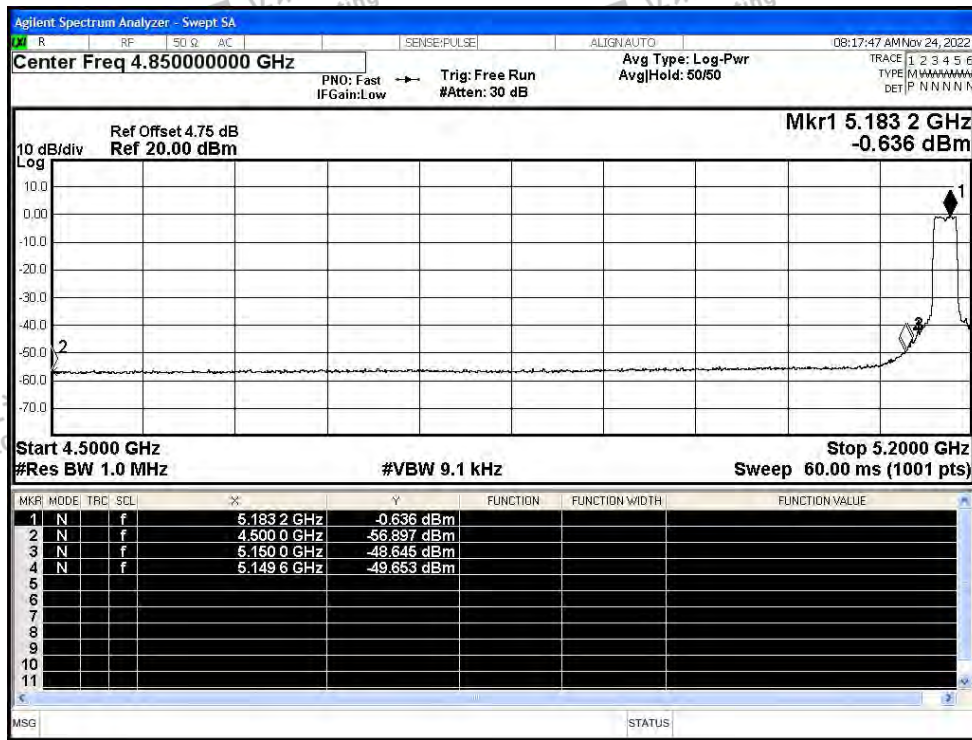 Agilent Spectrum Analyzer - Swept SA
R RF 50 Ω AC SENSE:PULSE ALIGNAUTO 08:17:47 AM Nov 24, 2022
Center Freq 4.850000000 GHz
PNO: Fast Trig: Free Run Avg Type: Log-Pwr TRACE 1 2 3 4 5 6
IFGain:Low #Atten: 30 dB Avg|Hold: 50/50 TYPE M
DET P N N N N N
Mkr1 5.183 2 GHz
-0.636 dBm
Ref Offset 4.75 dB
10 dB/div Ref 20.00 dBm
Log
10.0
0.00
-10.0
-20.0
-30.0
-40.0
-50.0
-60.0
-70.0
1
2
Start 4.5000 GHz Stop 5.2000 GHz
#Res BW 1.0 MHz #VBW 9.1 kHz Sweep 60.00 ms (1001 pts)
MKR MODE TRC SCL X Y FUNCTION FUNCTION WIDTH FUNCTION VALUE
1 N f 5.183 2 GHz -0.636 dBm
2 N f 4.500 0 GHz -56.897 dBm
3 N f 5.150 0 GHz -48.645 dBm
4 N f 5.149 6 GHz -49.653 dBm
5
6
7
8
9
10
11
MSG STATUS